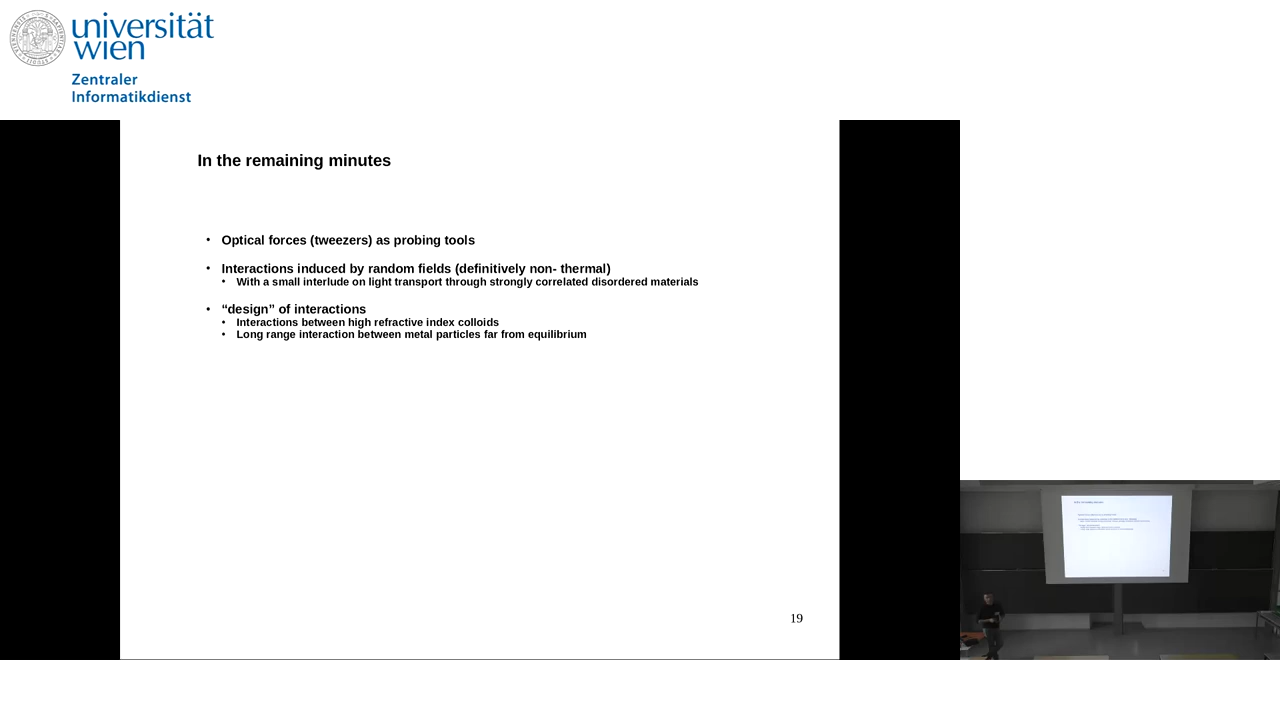 universität
wien
Zentraler
Informatikdienst
In the remaining minutes
• Optical forces (tweezers) as probing tools
• Interactions induced by random fields (definitively non- thermal)
• With a small interlude on light transport through strongly correlated disordered materials
• “design” of interactions
• Interactions between high refractive index colloids
• Long range interaction between metal particles far from equilibrium
19